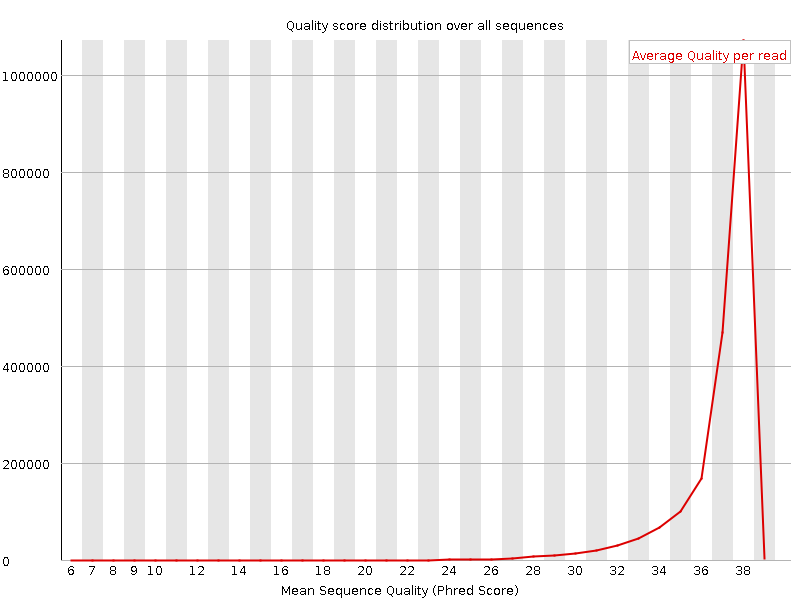 Quality score distribution over all sequences
Average Quality per read
1000000
800000
600000
400000
200000
0
6 7 8 9 10 12 14 16 18 20 22 24 26 28 30 32 34 36 38
Mean Sequence Quality (Phred Score)